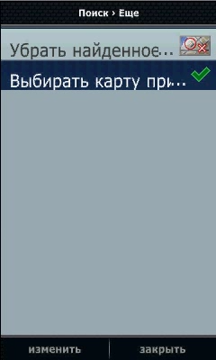 Поиск › Еще
Убрать найденное...
Выбирать карту при...
изменить закрыть